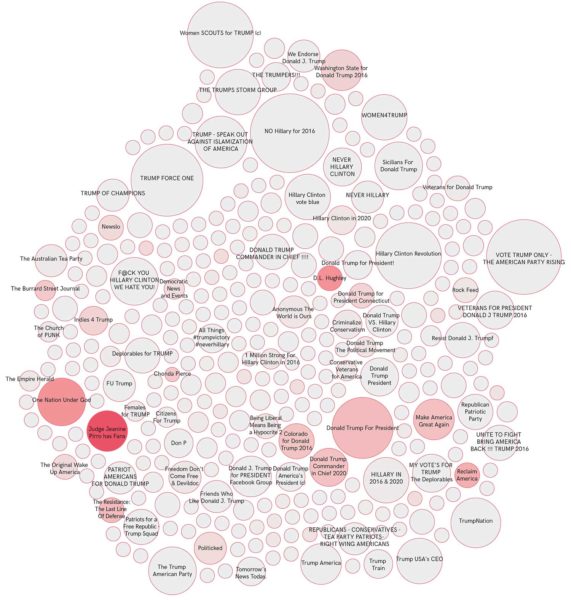 Women SCOUTS for TRUMP Ici
We Endorse
Donald J. Trump
Washington State for
Donald Trump 2016
THE TRUMPERS!!!
THE TRUMPS STORM GROUP
WOMEN4TRUMP
NO Hillary for 2016
TRUMP - SPEAK OUT
AGAINST ISLAMIZATION
OF AMERICA
NEVER
HILLARY
CLINTON
Sicilians For
Donald Trump
TRUMP FORCE ONE
Veterans for Donald Trump
TRUMP OF CHAMPIONS
Hillary Clinton
vote blue
NEVER HILLARY
Hillary Clinton in 2020
Newslo
DONALD TRUMP
COMMANDER IN CHIEF !!!!
Hillary Clinton Revolution
VOTE TRUMP ONLY -
THE AMERICAN PARTY RISING
The Australian Tea Party
Donald Trump for President!
F@CK YOU
HILLARY CLINTON
WE HATE YOU!
D.L. Hughley
Democratic
News
and Events
The Burrard Street Journal
Rock Feed
Donald Trump for
President Connecticut
Anonymous The
World is Ours
VETERANS FOR PRESIDENT
DONALD J TRUMP 2016
Indies 4 Trump
Criminalize
Conservatism
Donald Trump
VS. Hillary
Clinton
The Church
of FUNK
All Things
#trumpvictory
#neverhillary
Resist Donald J. Trump!
Donald Trump
The Political Movement
Deplorables for TRUMP
1 Million Strong For
Hillary Clinton in 2016
Conservative
Veterans
for America
Donald
Trump
President
Chonda Pierce
The Empire Herald
FU Trump
One Nation Under God
Females
for TRUMP
Citizens
For Trump
Being Liberal
Means Being
a Hypocrite 2
Make America
Great Again
Republican
Patriotic
Party
Judge Jeanine
Pirro has Fans
Donald Trump For President
Colorado
for Donald
Trump 2016
Don P
UNITE TO FIGHT
BRING AMERICA
BACK !!! TRUMP 2016
The Original Wake
Up America
PATRIOT
AMERICANS
FOR DONALD TRUMP
Freedom Don't
Come Free
& Devildoc
Donald J. Trump
for PRESIDENT
Facebook Group
Donald Trump
America's
President Ici
Donald Trump
Commander
in Chief 2020
HILLARY IN
2016 & 2020
MY VOTE'S FOR
TRUMP
The Deplorables
Reclaim
America
The Resistance:
The Last Line
Of Defense
Friends Who
Like Donald J. Trump
Patriots for a
Free Republic -
Trump Squad
TrumpNation
REPUBLICANS - CONSERVATIVES -
TEA PARTY PATRIOTS-
RIGHT WING AMERICANS
Politicked
The Trump
American Party
Tomorrow's
News Today
Trump America
Trump
Train
Trump USA's CEO